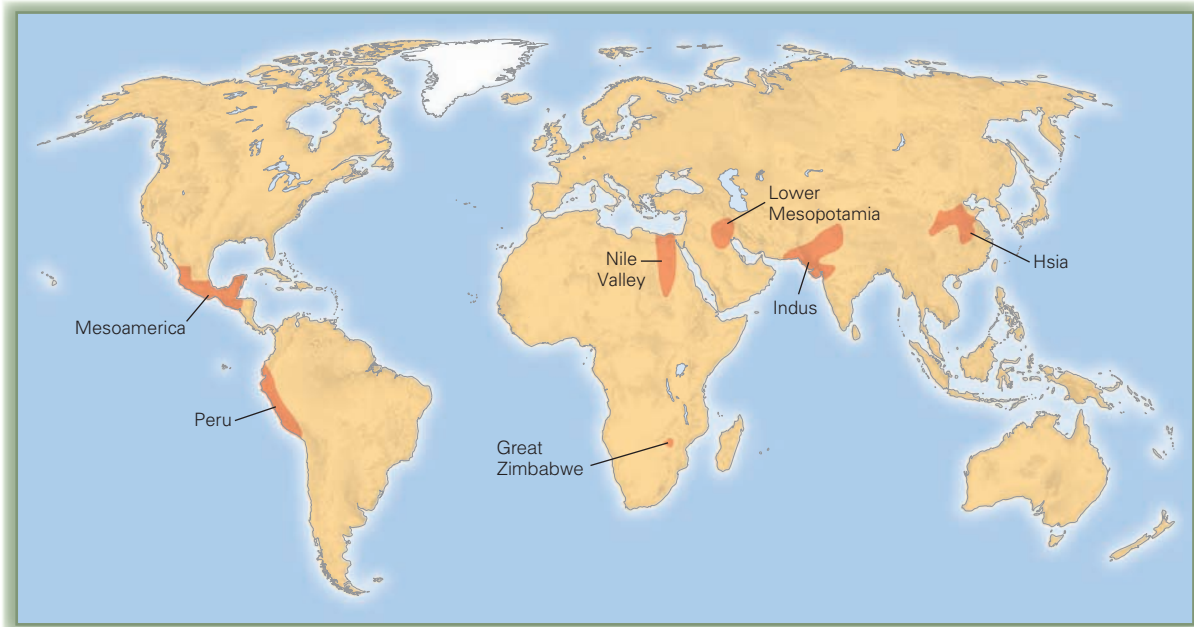 Lower
Mesopotamia
Nile
Valley
Hsia
Indus
Mesoamerica
Peru
Great
Zimbabwe